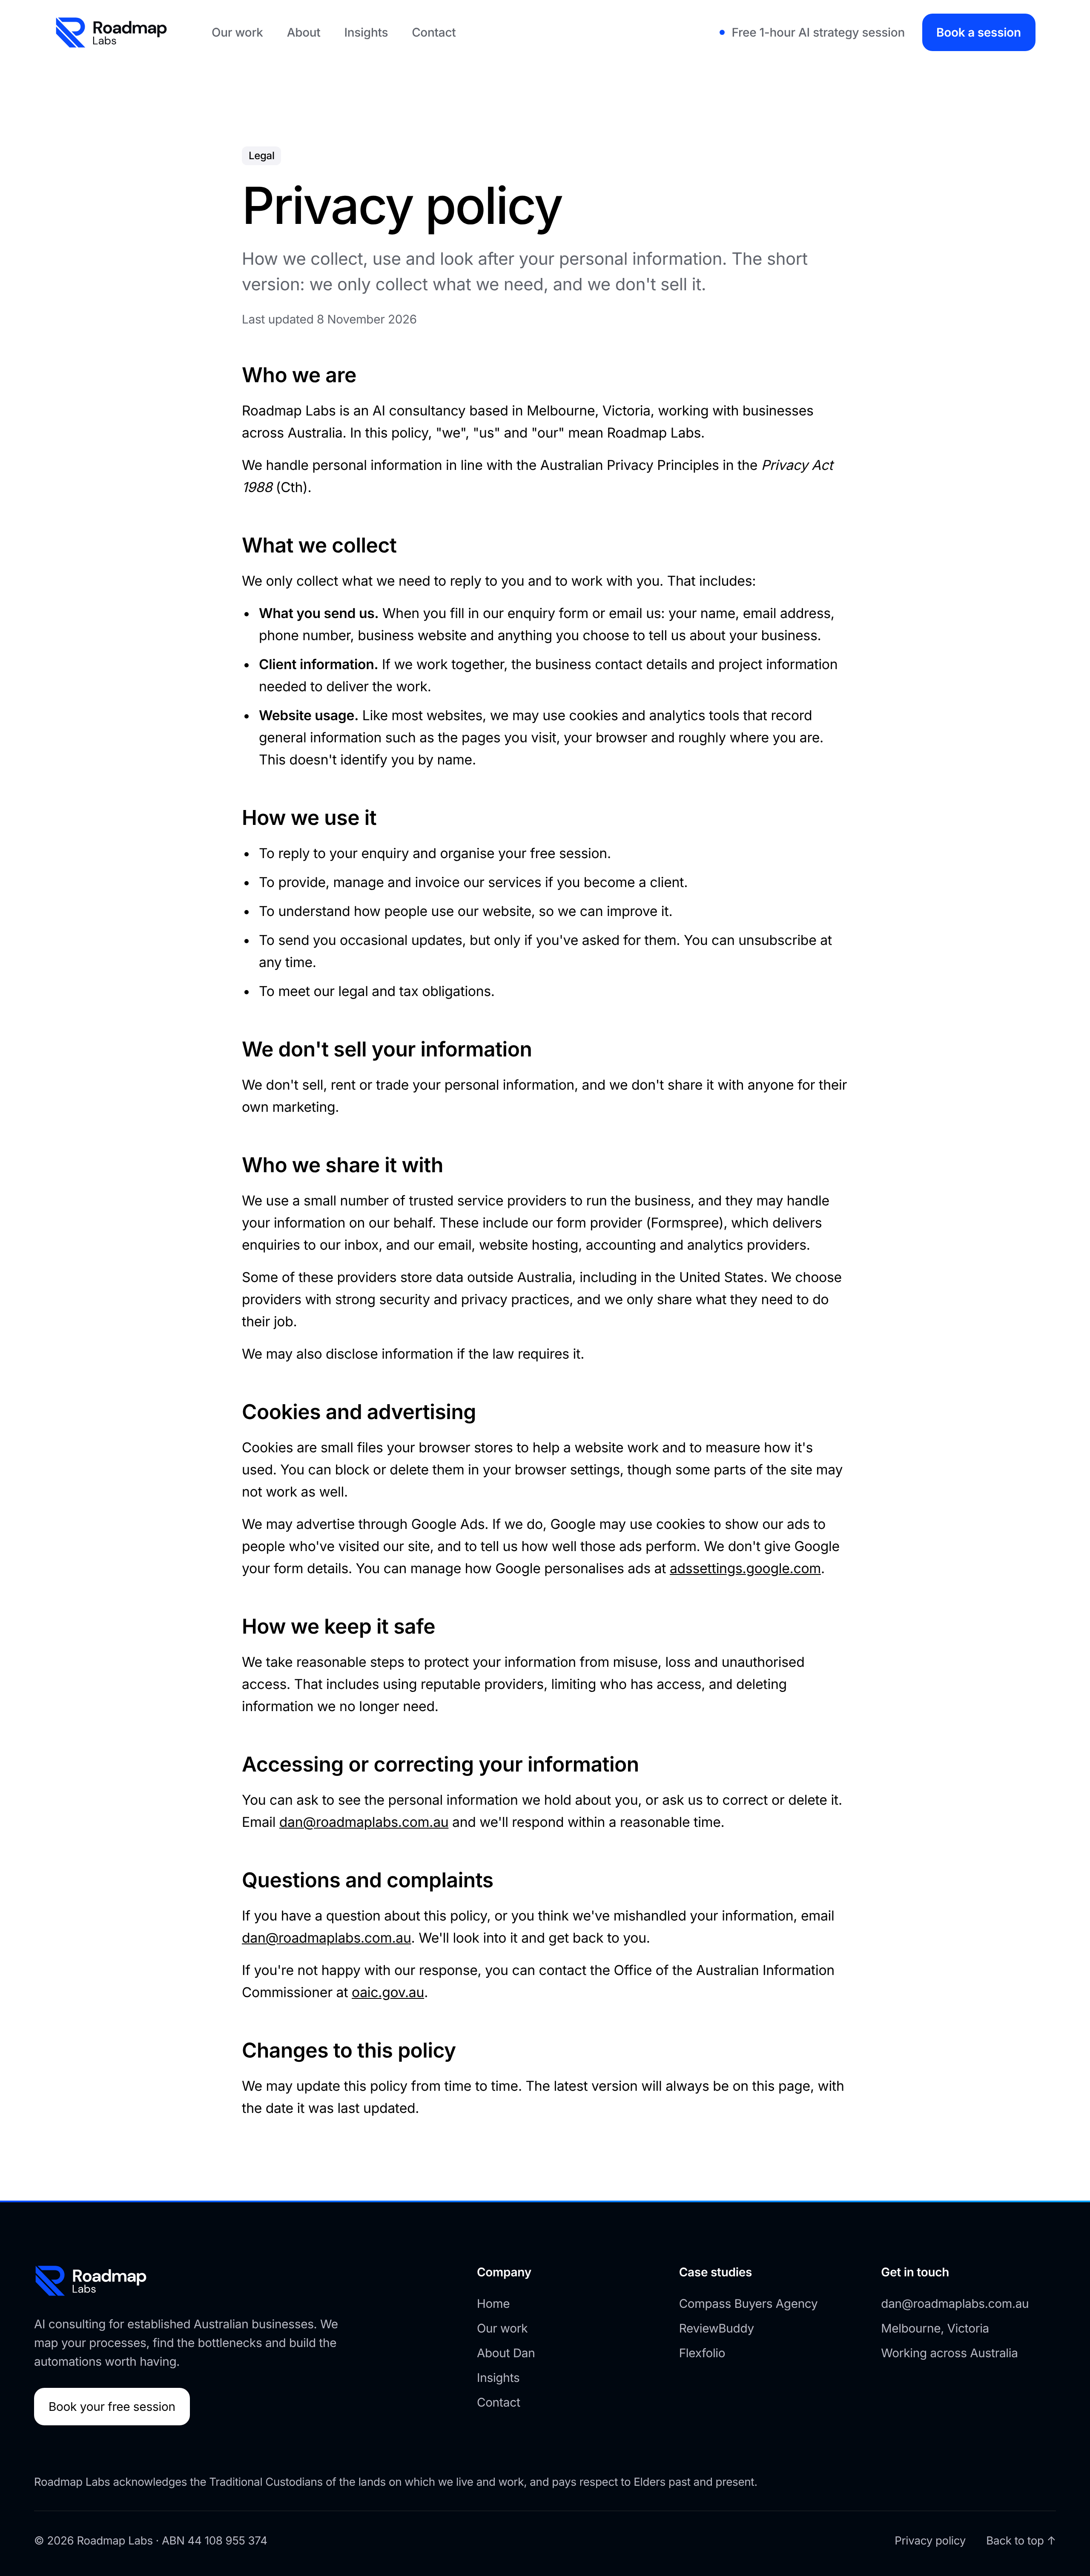 Roadmap
Labs
Our work
About
Insights
Contact
Free 1-hour AI strategy session
Book a session
Legal
Privacy policy
How we collect, use and look after your personal information. The short
version: we only collect what we need, and we don't sell it.
Last updated 8 November 2026
Who we are
Roadmap Labs is an AI consultancy based in Melbourne, Victoria, working with businesses
across Australia. In this policy, "we", "us" and "our" mean Roadmap Labs.
We handle personal information in line with the Australian Privacy Principles in the Privacy Act
1988 (Cth).
What we collect
We only collect what we need to reply to you and to work with you. That includes:
• What you send us. When you fill in our enquiry form or email us: your name, email address,
phone number, business website and anything you choose to tell us about your business.
• Client information. If we work together, the business contact details and project information
needed to deliver the work.
• Website usage. Like most websites, we may use cookies and analytics tools that record
general information such as the pages you visit, your browser and roughly where you are.
This doesn't identify you by name.
How we use it
• To reply to your enquiry and organise your free session.
• To provide, manage and invoice our services if you become a client.
• To understand how people use our website, so we can improve it.
• To send you occasional updates, but only if you've asked for them. You can unsubscribe at
any time.
• To meet our legal and tax obligations.
We don't sell your information
We don't sell, rent or trade your personal information, and we don't share it with anyone for their
own marketing.
Who we share it with
We use a small number of trusted service providers to run the business, and they may handle
your information on our behalf. These include our form provider (Formspree), which delivers
enquiries to our inbox, and our email, website hosting, accounting and analytics providers.
Some of these providers store data outside Australia, including in the United States. We choose
providers with strong security and privacy practices, and we only share what they need to do
their job.
We may also disclose information if the law requires it.
Cookies and advertising
Cookies are small files your browser stores to help a website work and to measure how it's
used. You can block or delete them in your browser settings, though some parts of the site may
not work as well.
We may advertise through Google Ads. If we do, Google may use cookies to show our ads to
people who've visited our site, and to tell us how well those ads perform. We don't give Google
your form details. You can manage how Google personalises ads at adssettings.google.com.
How we keep it safe
We take reasonable steps to protect your information from misuse, loss and unauthorised
access. That includes using reputable providers, limiting who has access, and deleting
information we no longer need.
Accessing or correcting your information
You can ask to see the personal information we hold about you, or ask us to correct or delete it.
Email dan@roadmaplabs.com.au and we'll respond within a reasonable time.
Questions and complaints
If you have a question about this policy, or you think we've mishandled your information, email
dan@roadmaplabs.com.au. We'll look into it and get back to you.
If you're not happy with our response, you can contact the Office of the Australian Information
Commissioner at oaic.gov.au.
Changes to this policy
We may update this policy from time to time. The latest version will always be on this page, with
the date it was last updated.
Roadmap
Labs
AI consulting for established Australian businesses. We
map your processes, find the bottlenecks and build the
automations worth having.
Book your free session
Company
Home
Our work
About Dan
Insights
Contact
Case studies
Compass Buyers Agency
ReviewBuddy
Flexfolio
Get in touch
dan@roadmaplabs.com.au
Melbourne, Victoria
Working across Australia
Roadmap Labs acknowledges the Traditional Custodians of the lands on which we live and work, and pays respect to Elders past and present.
© 2026 Roadmap Labs · ABN 44 108 955 374
Privacy policy
Back to top ↑